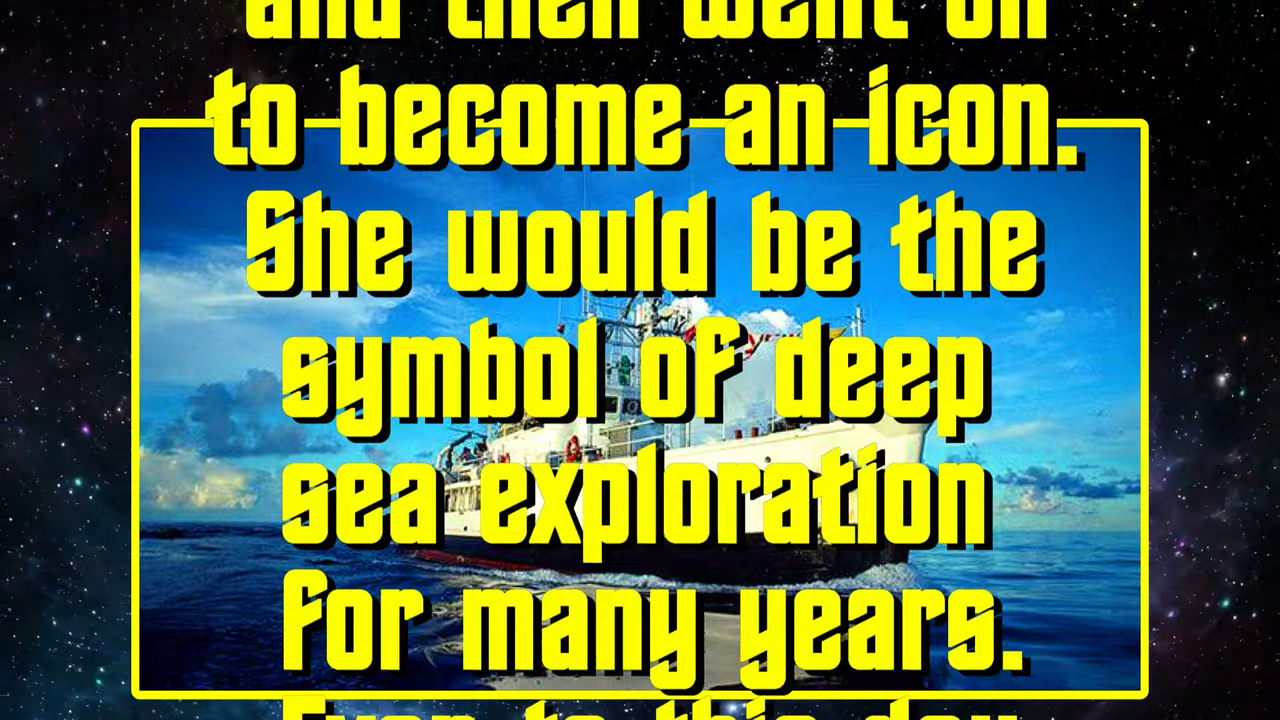 and then went on
to become an icon.
She would be the
symbol of deep
sea exploration
for many years.
Even to this day